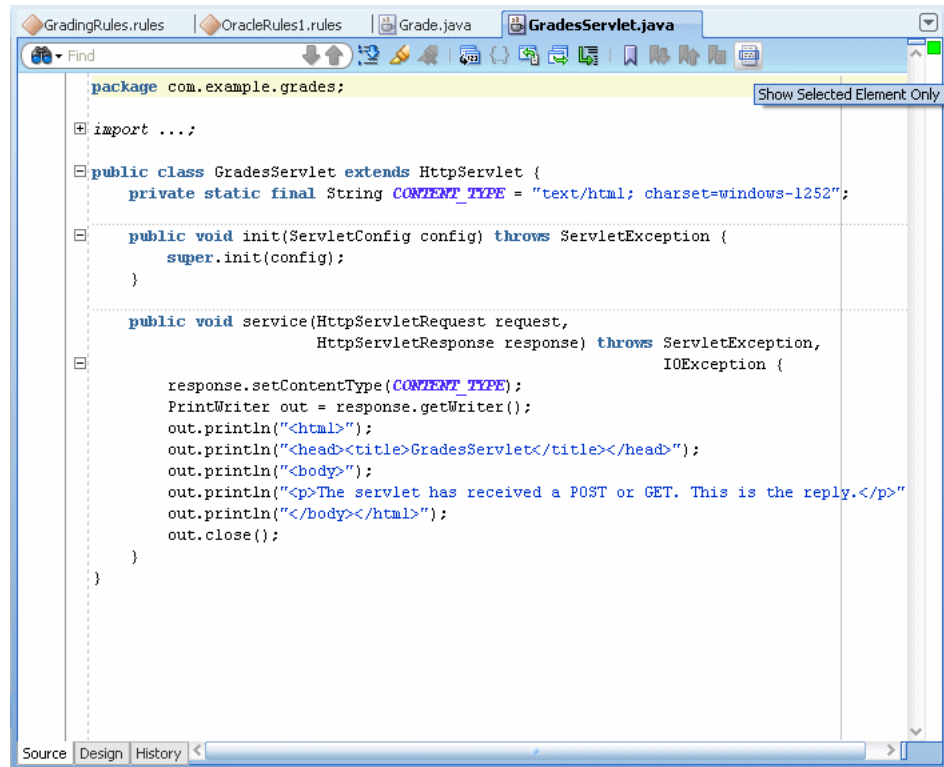 GradingRules.rules OracleRules1.rules Grade.java GradesServlet.java
Find
Show Selected Element Only
package com.example.grades;
import ...;
public class GradesServlet extends HttpServlet {
private static final String CONTENT_TYPE = "text/html; charset=windows-1252";
public void init(ServletConfig config) throws ServletException {
super.init(config);
}
public void service(HttpServletRequest request,
HttpServletResponse response) throws ServletException,
IOException {
response.setContentType(CONTENT_TYPE);
PrintWriter out = response.getWriter();
out.println("<html>");
out.println("<head><title>GradesServlet</title></head>");
out.println("<body>");
out.println("<p>The servlet has received a POST or GET. This is the reply.</p>"
out.println("</body></html>");
out.close();
}
}
Source Design History